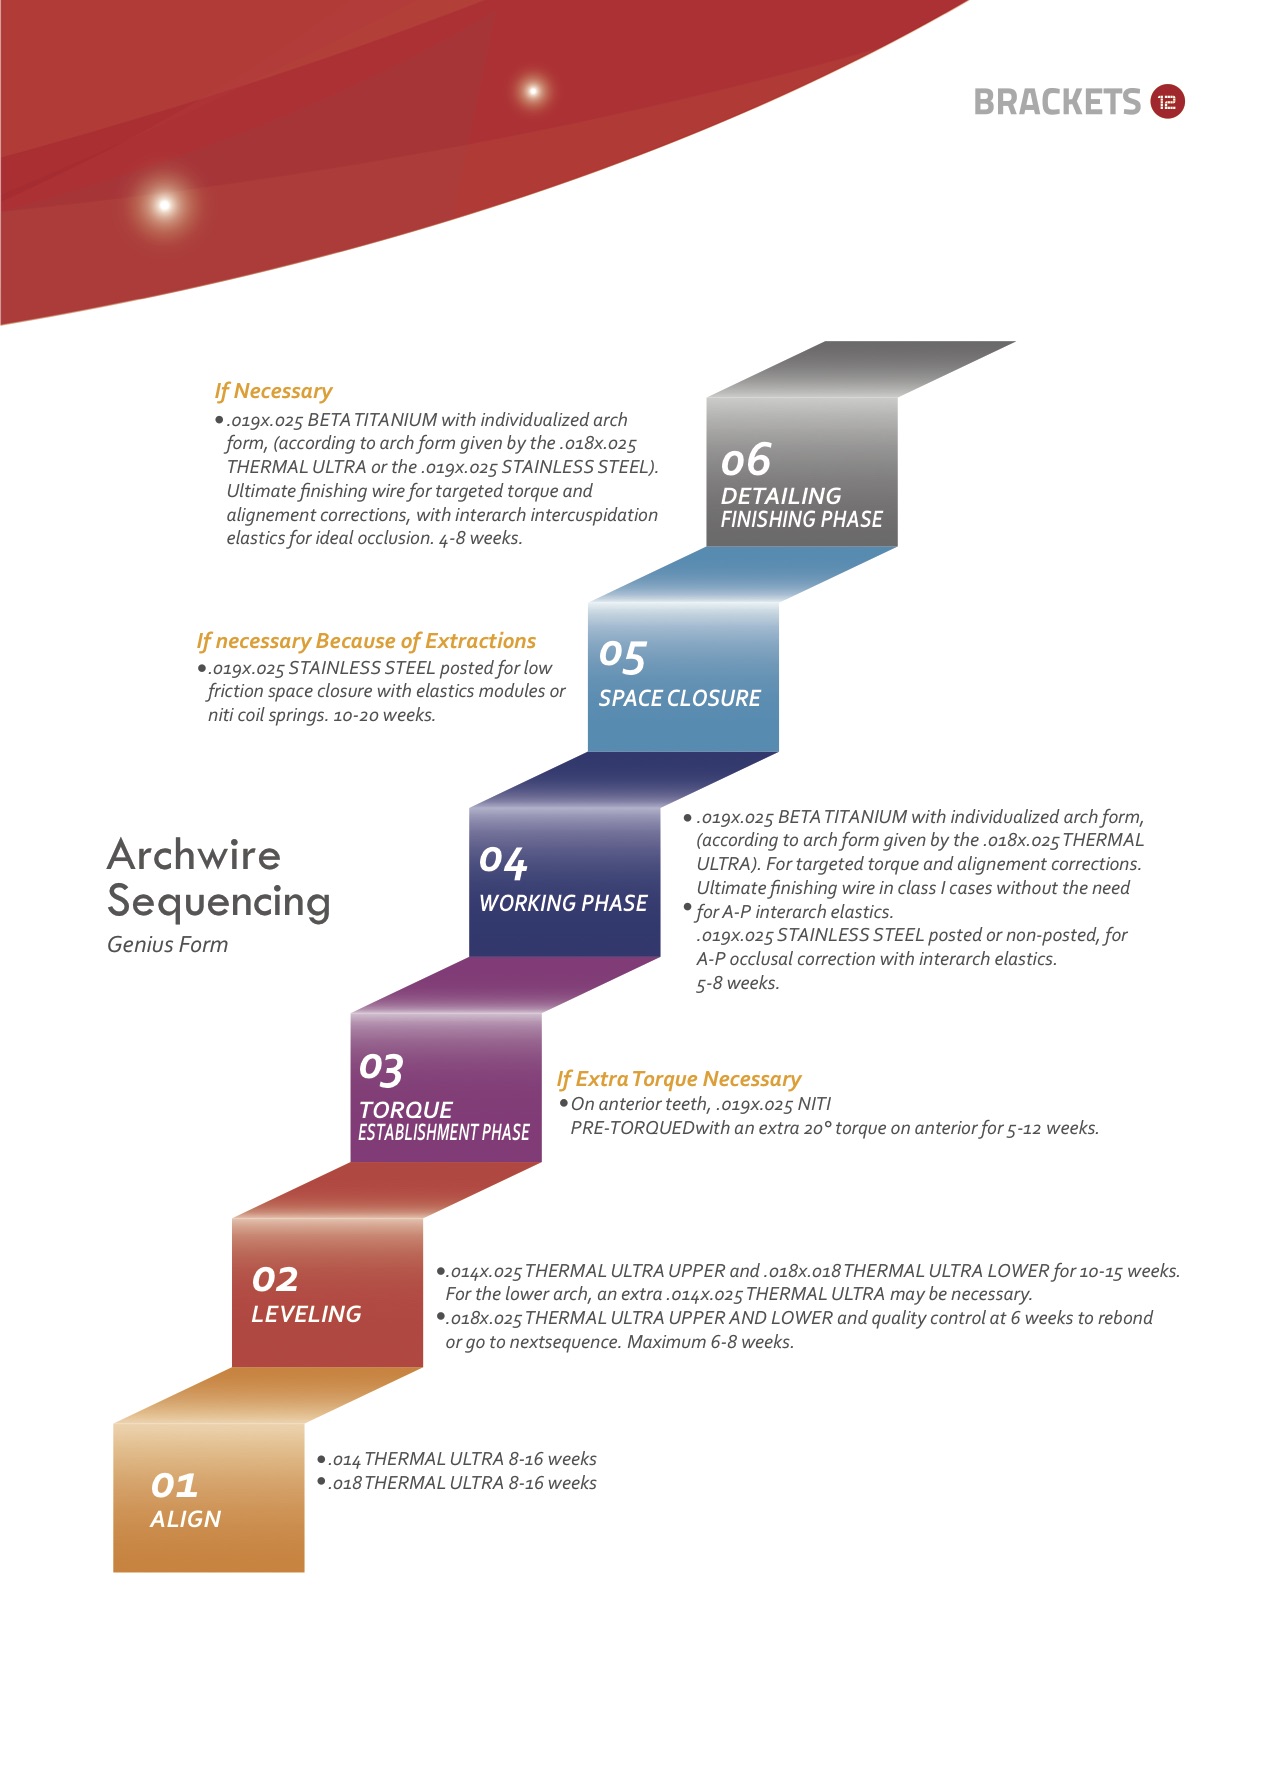 BRACKETS 12
If Necessary
• .019x.025 BETA TITANIUM with individualized arch
form, (according to arch form given by the .018x.025
THERMAL ULTRA or the .019x.025 STAINLESS STEEL).
Ultimate finishing wire for targeted torque and
alignement corrections, with interarch intercuspidation
elastics for ideal occlusion. 4-8 weeks.
06
DETAILING
FINISHING PHASE
If necessary Because of Extractions
• .019x.025 STAINLESS STEEL posted for low
friction space closure with elastics modules or
niti coil springs. 10-20 weeks.
05
SPACE CLOSURE
Archwire
Sequencing
Genius Form
04
WORKING PHASE
• .019x.025 BETA TITANIUM with individualized arch form,
(according to arch form given by the .018x.025 THERMAL
ULTRA). For targeted torque and alignement corrections.
Ultimate finishing wire in class I cases without the need
• for A-P interarch elastics.
.019x.025 STAINLESS STEEL posted or non-posted, for
A-P occlusal correction with interarch elastics.
5-8 weeks.
03
TORQUE
ESTABLISHMENT PHASE
If Extra Torque Necessary
• On anterior teeth, .019x.025 NITI
PRE-TORQUEDwith an extra 20° torque on anterior for 5-12 weeks.
02
LEVELING
• .014x.025 THERMAL ULTRA UPPER and .018x.018 THERMAL ULTRA LOWER for 10-15 weeks.
For the lower arch, an extra .014x.025 THERMAL ULTRA may be necessary.
• .018x.025 THERMAL ULTRA UPPER AND LOWER and quality control at 6 weeks to rebond
or go to nextsequence. Maximum 6-8 weeks.
01
ALIGN
• .014 THERMAL ULTRA 8-16 weeks
• .018 THERMAL ULTRA 8-16 weeks